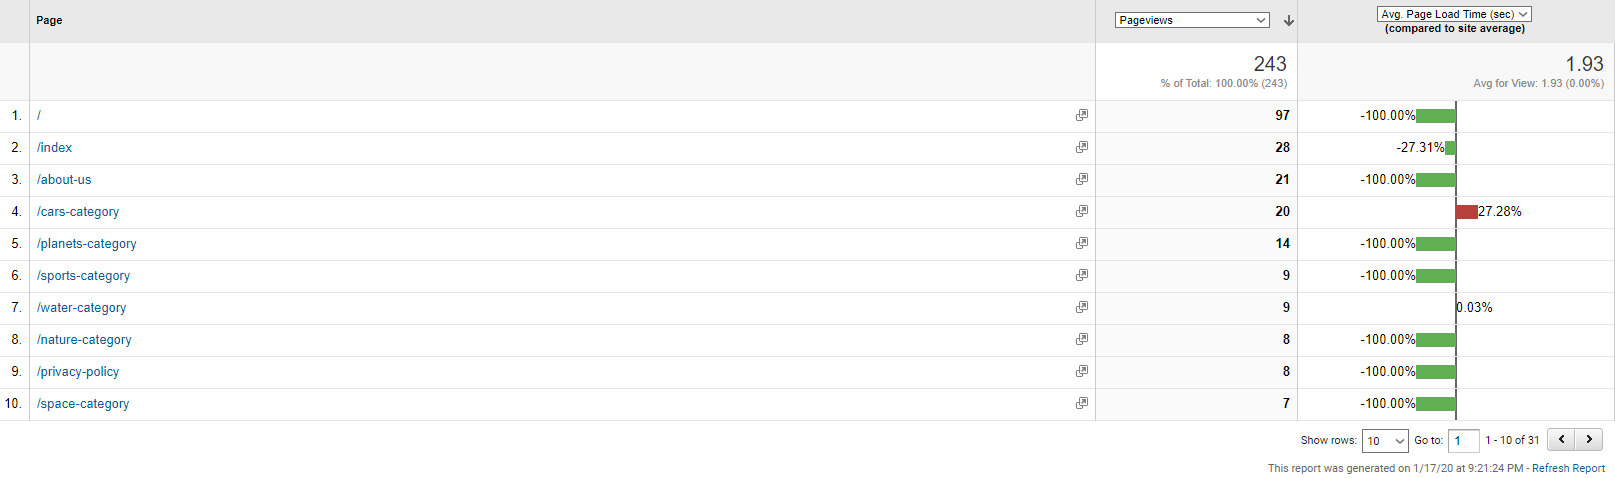 Page Pageviews Avg. Page Load Time (sec)
(compared to site average)
243 1.93
% of Total: 100.00% (243) Avg for View: 1.93 (0.00%)
1. / 97 -100.00%
2. /index 28 -27.31%
3. /about-us 21 -100.00%
4. /cars-category 20 27.28%
5. /planets-category 14 -100.00%
6. /sports-category 9 -100.00%
7. /water-category 9 0.03%
8. /nature-category 8 -100.00%
9. /privacy-policy 8 -100.00%
10. /space-category 7 -100.00%
Show rows: 10 Go to: 1 1 - 10 of 31
This report was generated on 1/17/20 at 9:21:24 PM - Refresh Report